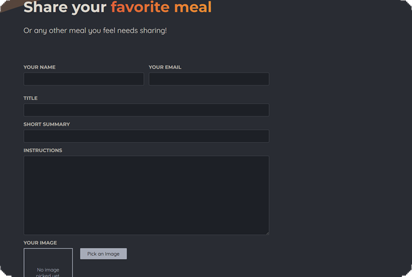 Share your favorite meal
Or any other meal you feel needs sharing!
YOUR NAME YOUR EMAIL
TITLE
SHORT SUMMARY
INSTRUCTIONS
YOUR IMAGE
No image Pick an Image
picked yet.